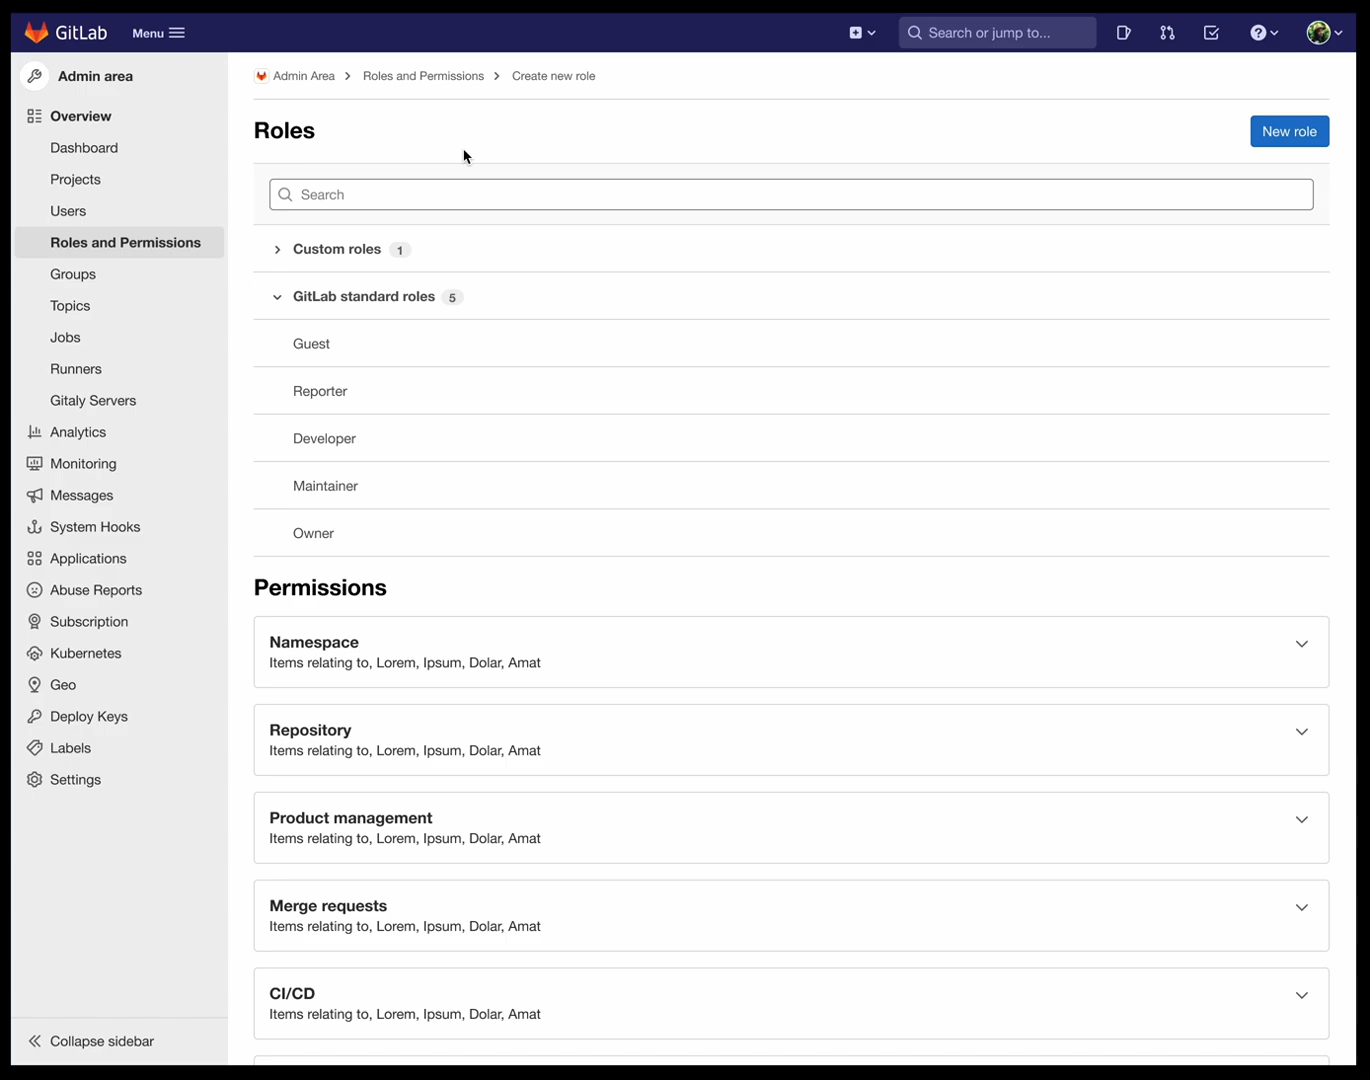 GitLab
Menu
Search or jump to...
Admin area
Overview
Dashboard
Projects
Users
Roles and Permissions
Groups
Topics
Jobs
Runners
Gitaly Servers
Analytics
Monitoring
Messages
System Hooks
Applications
Abuse Reports
Subscription
Kubernetes
Geo
Deploy Keys
Labels
Settings
Collapse sidebar
Admin Area > Roles and Permissions > Create new role
Roles
New role
Search
Custom roles 1
GitLab standard roles 5
Guest
Reporter
Developer
Maintainer
Owner
Permissions
Namespace
Items relating to, Lorem, Ipsum, Dolar, Amat
Repository
Items relating to, Lorem, Ipsum, Dolar, Amat
Product management
Items relating to, Lorem, Ipsum, Dolar, Amat
Merge requests
Items relating to, Lorem, Ipsum, Dolar, Amat
CI/CD
Items relating to, Lorem, Ipsum, Dolar, Amat